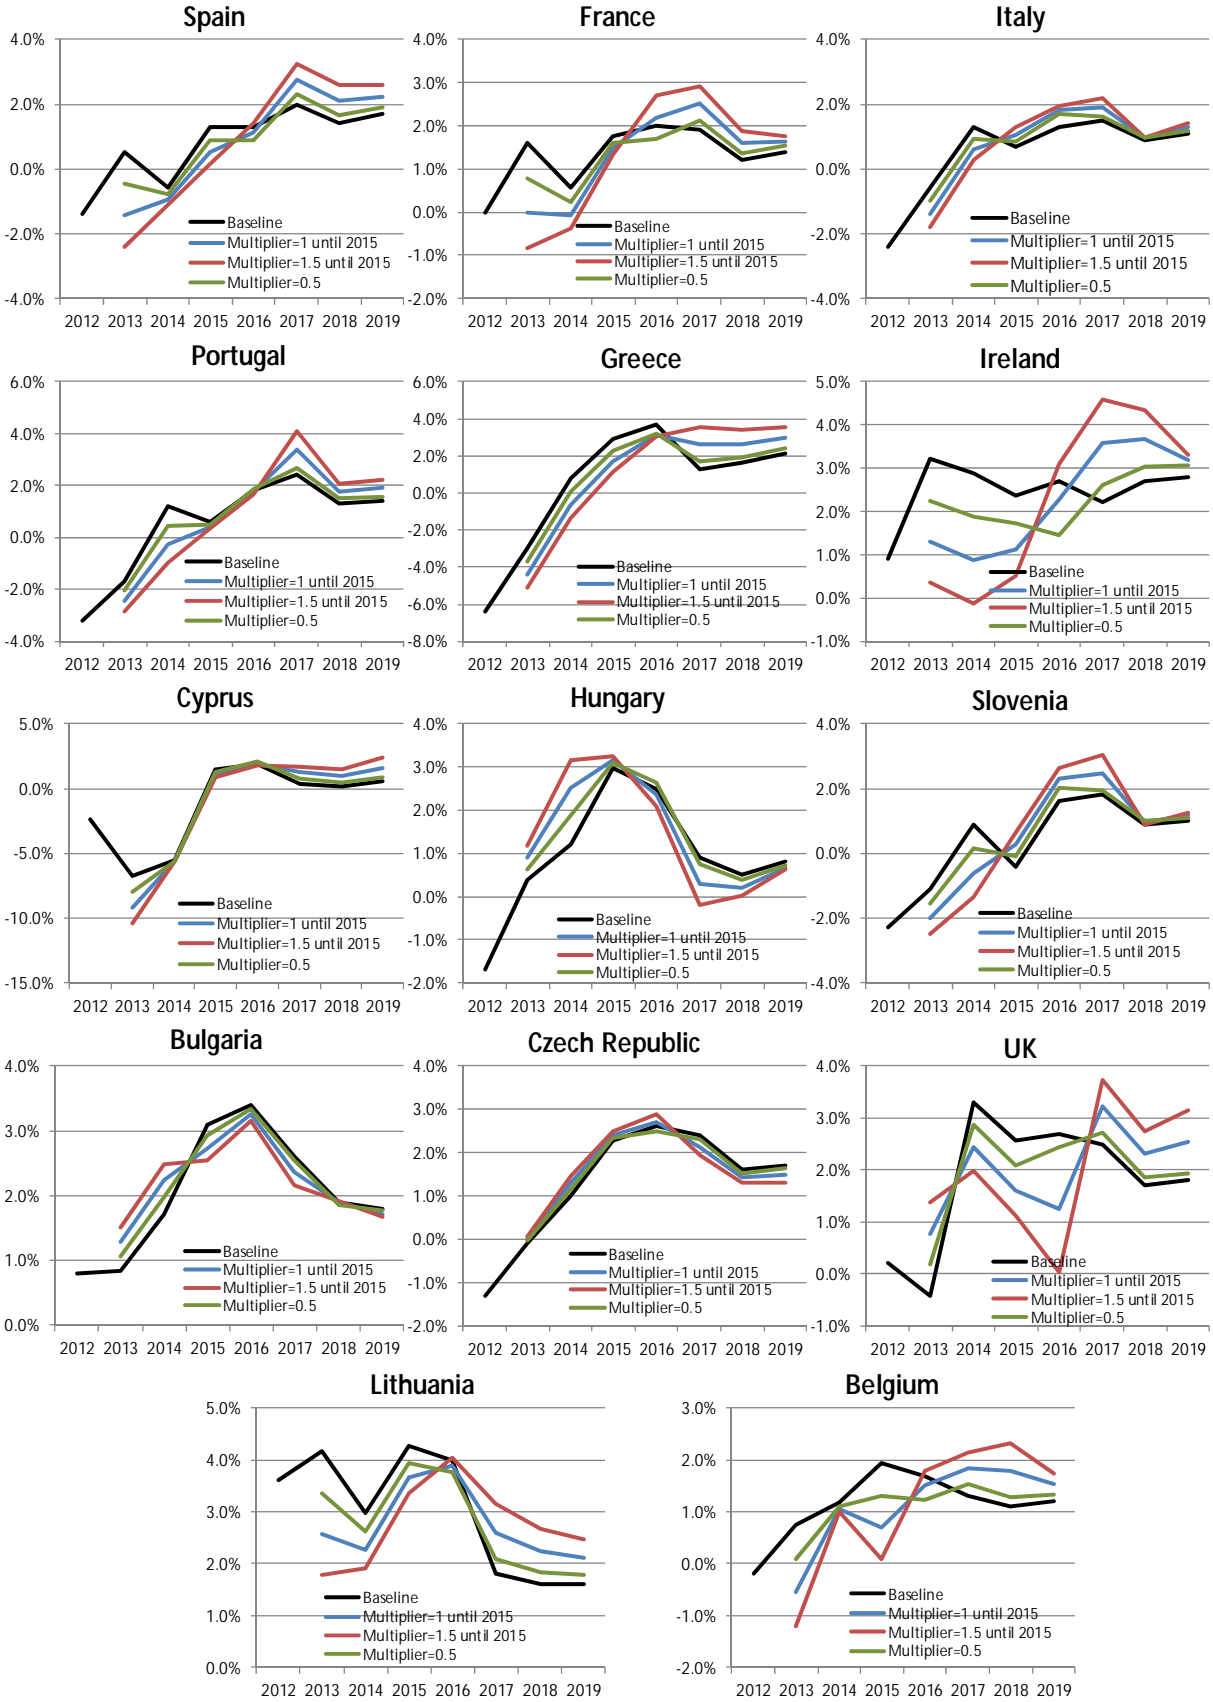 Spain
4.0%
2.0%
0.0%
-2.0%
-4.0%
Baseline
Multiplier=1 until 2015
Multiplier=1.5 until 2015
Multiplier=0.5
2012 2013 2014 2015 2016 2017 2018 2019
France
4.0%
3.0%
2.0%
1.0%
0.0%
-1.0%
-2.0%
Baseline
Multiplier=1 until 2015
Multiplier=1.5 until 2015
Multiplier=0.5
2012 2013 2014 2015 2016 2017 2018 2019
Italy
4.0%
2.0%
0.0%
-2.0%
-4.0%
Baseline
Multiplier=1 until 2015
Multiplier=1.5 until 2015
Multiplier=0.5
2012 2013 2014 2015 2016 2017 2018 2019
Portugal
6.0%
4.0%
2.0%
0.0%
-2.0%
-4.0%
Baseline
Multiplier=1 until 2015
Multiplier=1.5 until 2015
Multiplier=0.5
2012 2013 2014 2015 2016 2017 2018 2019
Greece
6.0%
4.0%
2.0%
0.0%
-2.0%
-4.0%
-6.0%
-8.0%
Baseline
Multiplier=1 until 2015
Multiplier=1.5 until 2015
Multiplier=0.5
2012 2013 2014 2015 2016 2017 2018 2019
Ireland
5.0%
4.0%
3.0%
2.0%
1.0%
0.0%
-1.0%
Baseline
Multiplier=1 until 2015
Multiplier=1.5 until 2015
Multiplier=0.5
2012 2013 2014 2015 2016 2017 2018 2019
Cyprus
5.0%
0.0%
-5.0%
-10.0%
-15.0%
Baseline
Multiplier=1 until 2015
Multiplier=1.5 until 2015
Multiplier=0.5
2012 2013 2014 2015 2016 2017 2018 2019
Hungary
4.0%
3.0%
2.0%
1.0%
0.0%
-1.0%
-2.0%
Baseline
Multiplier=1 until 2015
Multiplier=1.5 until 2015
Multiplier=0.5
2012 2013 2014 2015 2016 2017 2018 2019
Slovenia
4.0%
2.0%
0.0%
-2.0%
-4.0%
Baseline
Multiplier=1 until 2015
Multiplier=1.5 until 2015
Multiplier=0.5
2012 2013 2014 2015 2016 2017 2018 2019
Bulgaria
4.0%
3.0%
2.0%
1.0%
0.0%
Baseline
Multiplier=1 until 2015
Multiplier=1.5 until 2015
Multiplier=0.5
2012 2013 2014 2015 2016 2017 2018 2019
Czech Republic
4.0%
3.0%
2.0%
1.0%
0.0%
-1.0%
-2.0%
Baseline
Multiplier=1 until 2015
Multiplier=1.5 until 2015
Multiplier=0.5
2012 2013 2014 2015 2016 2017 2018 2019
UK
4.0%
3.0%
2.0%
1.0%
0.0%
-1.0%
Baseline
Multiplier=1 until 2015
Multiplier=1.5 until 2015
Multiplier=0.5
2012 2013 2014 2015 2016 2017 2018 2019
Lithuania
5.0%
4.0%
3.0%
2.0%
1.0%
0.0%
Baseline
Multiplier=1 until 2015
Multiplier=1.5 until 2015
Multiplier=0.5
2012 2013 2014 2015 2016 2017 2018 2019
Belgium
3.0%
2.0%
1.0%
0.0%
-1.0%
-2.0%
Baseline
Multiplier=1 until 2015
Multiplier=1.5 until 2015
Multiplier=0.5
2012 2013 2014 2015 2016 2017 2018 2019